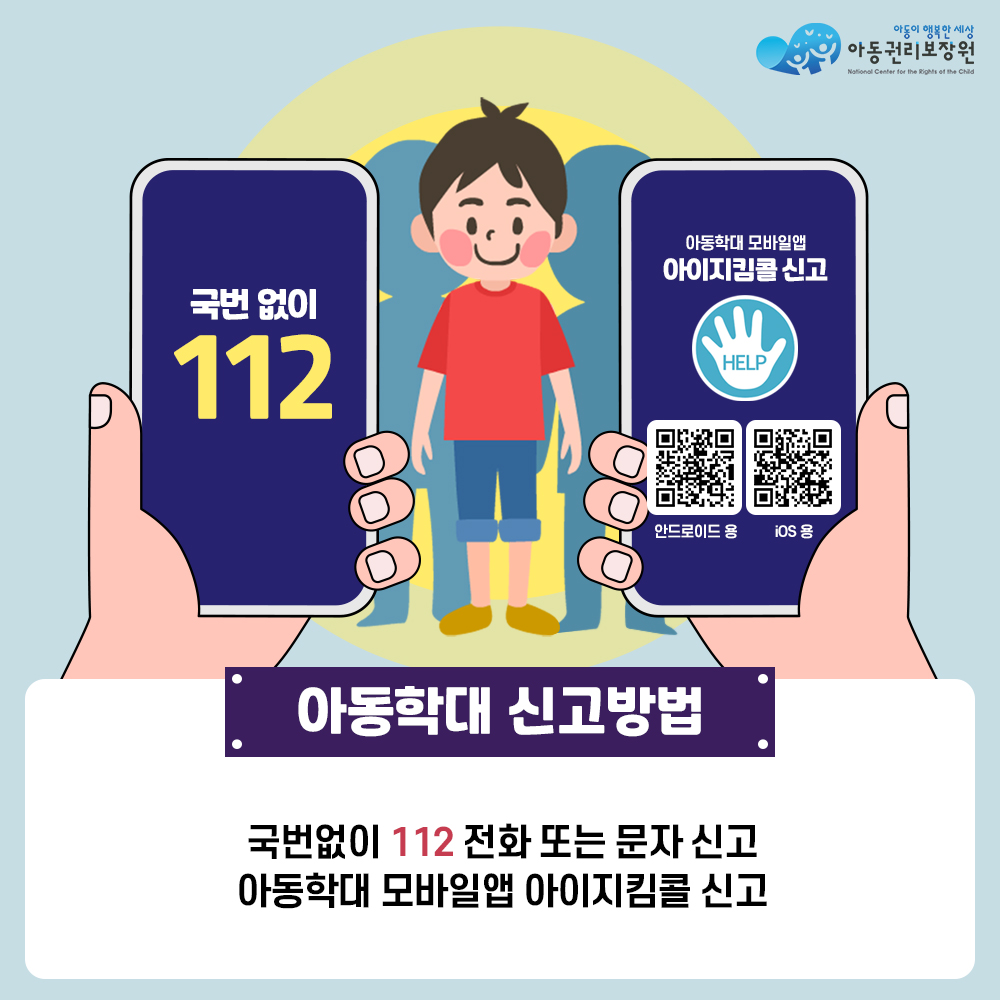 아동이 행복한 세상
아동권리보장원
National Center for the Rights of the Child
국번 없이
112
아동학대 모바일앱
아이지킴콜 신고
HELP
안드로이드 용
iOS 용
아동학대 신고방법
국번없이 112 전화 또는 문자 신고
아동학대 모바일앱 아이지킴콜 신고